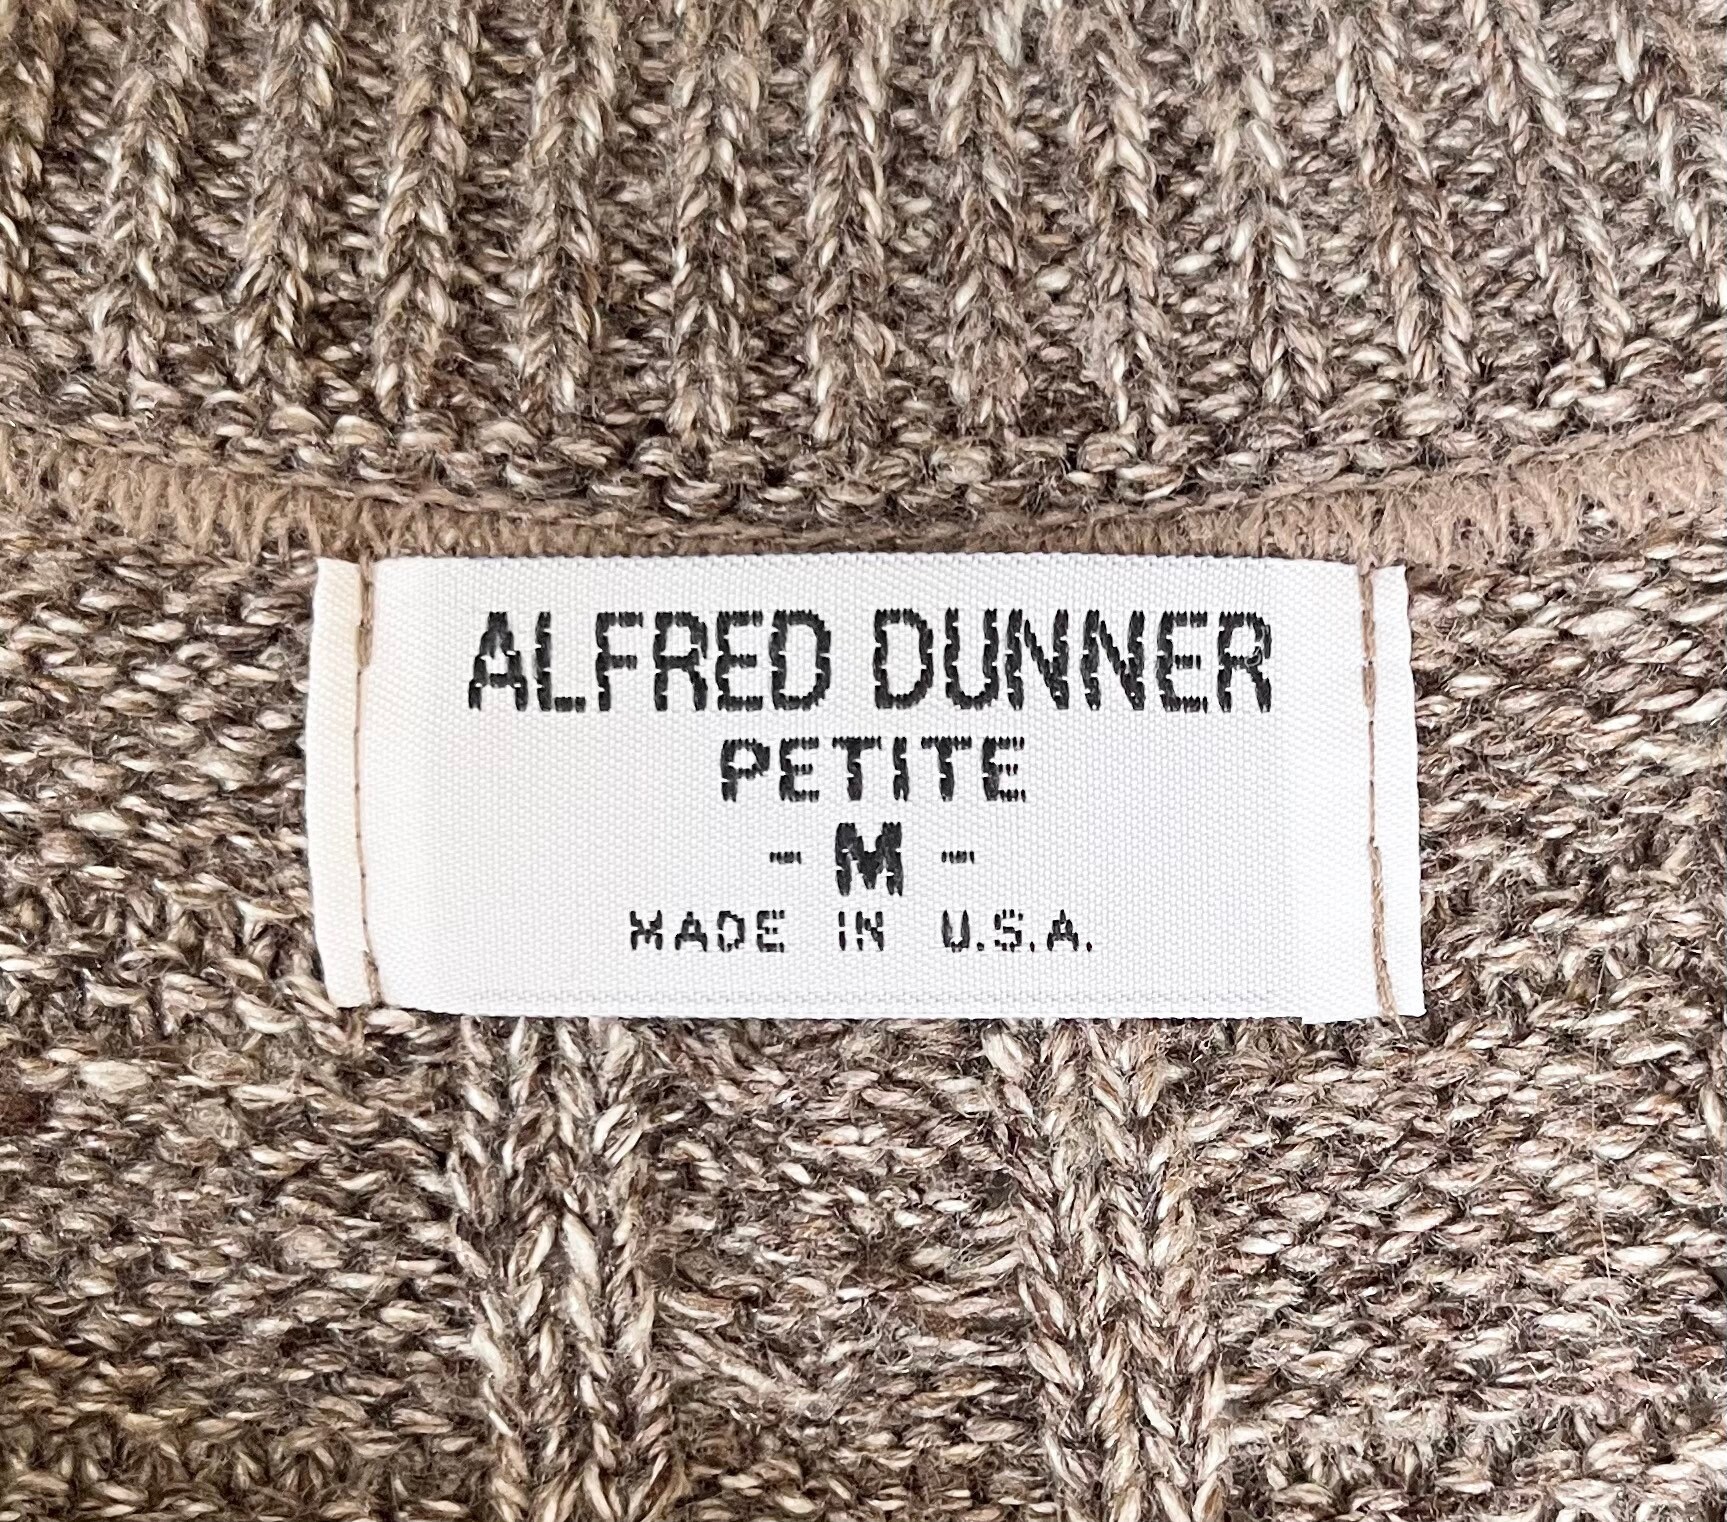 ALFRED DUNNER
PETITE
- M -
MADE IN U.S.A.